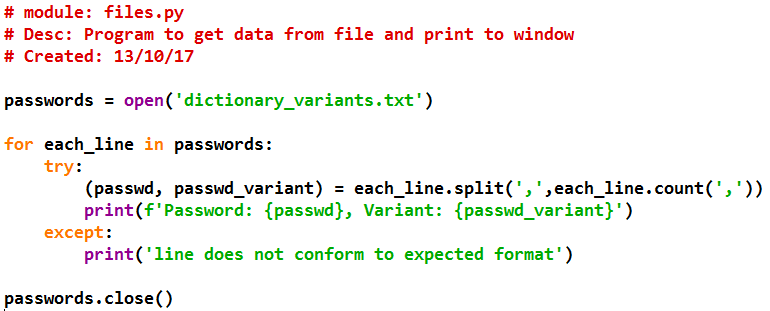 # module: files.py
# Desc: Program to get data from file and print to window
# Created: 13/10/17

passwords = open('dictionary_variants.txt')

for each_line in passwords:
    try:
        (passwd, passwd_variant) = each_line.split(',',each_line.count(','))
        print(f'Password: {passwd}, Variant: {passwd_variant}')
    except:
        print('line does not conform to expected format')

passwords.close()